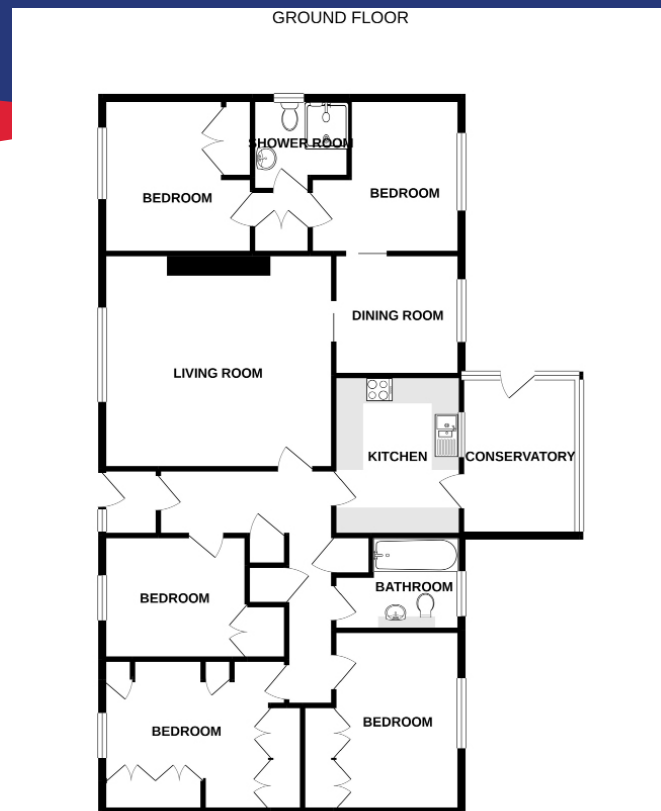 GROUND FLOOR
SHOWER ROOM
BEDROOM
BEDROOM
DINING ROOM
LIVING ROOM
KITCHEN
CONSERVATORY
BATHROOM
BEDROOM
BEDROOM
BEDROOM